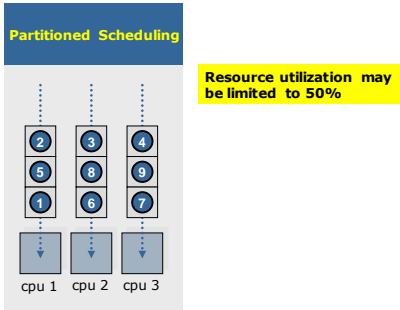 Partitioned Scheduling
Resource utilization may
be limited to 50%
2 3 4
5 8 9
1 6 7
cpu 1 cpu 2 cpu 3